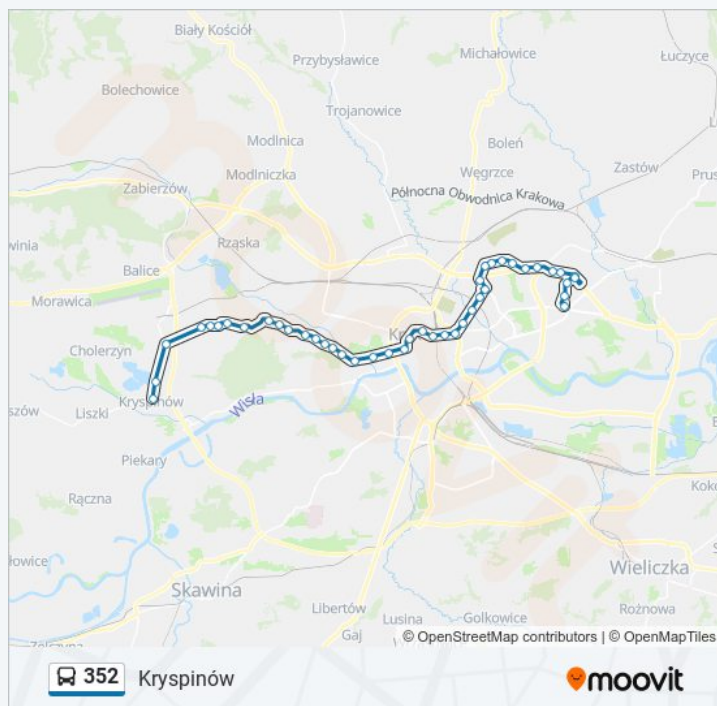 Biały Kościół
Michałowice
Łuczyce
Przybysławice
Bolechowice
Trojanowice
Modlnica
Boleń
Modlniczka
Węgrzce
Zastów
Prus
Zabierzów
Północna Obwodnica Krakowa
winia
Rząska
Balice
Morawica
Kr
Cholerzyn
Kryspinów
szów
Liszki
Wisła
Piekary
Rączna
Koko
łowice
Skawina
Wieliczka
Libertów
Golkowice
Rożnowa
Lusina
Gaj
Zelczyna
© OpenStreetMap contributors | © OpenMapTiles
352 Kryspinów
moovit